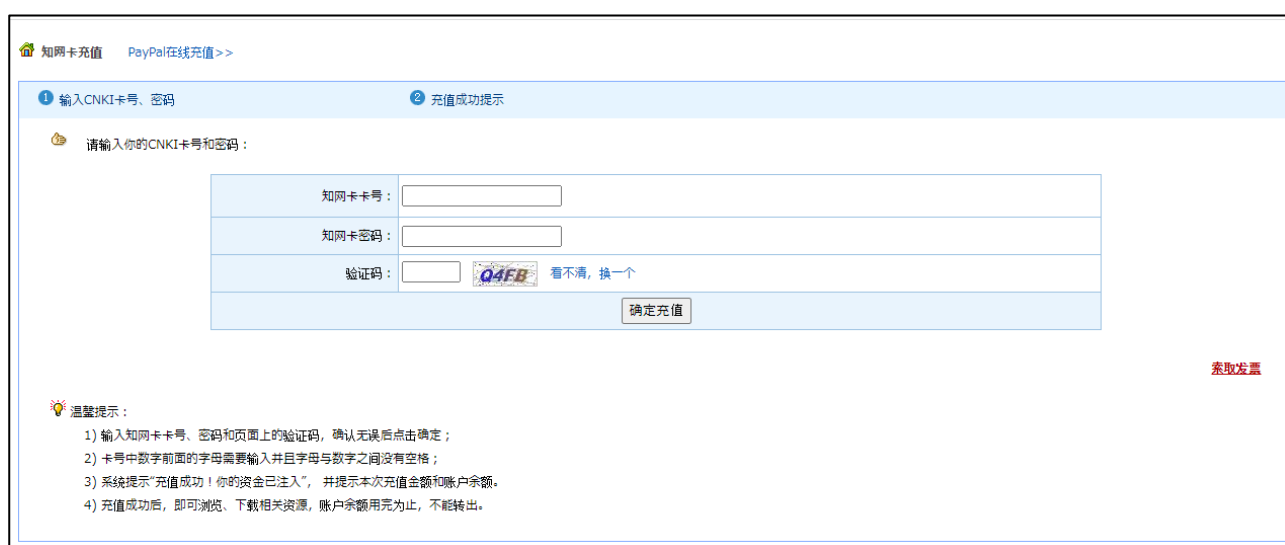 知网卡充值 PayPal在线充值>>
1 输入CNKI卡号、密码 2 充值成功提示
请输入你的CNKI卡号和密码：
知网卡卡号：
知网卡密码：
验证码： Q4FB 看不清，换一个
确定充值
索取发票
温馨提示：
1) 输入知网卡卡号、密码和页面上的验证码，确认无误后点击确定；
2) 卡号中数字前面的字母需要输入并且字母与数字之间没有空格；
3) 系统提示“充值成功！你的资金已注入”， 并提示本次充值金额和账户余额。
4) 充值成功后，即可浏览、下载相关资源，账户余额用完为止，不能转出。